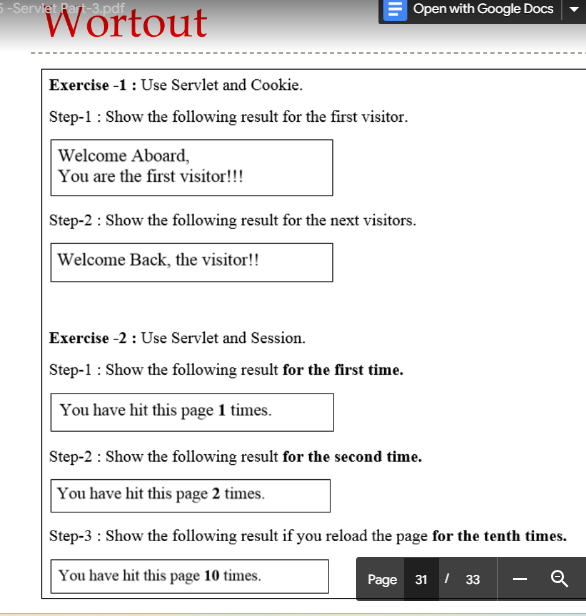 5 -Servlet Part-3.pdf
Open with Google Docs
Wortout
Exercise -1 : Use Servlet and Cookie.
Step-1 : Show the following result for the first visitor.
Welcome Aboard,
You are the first visitor!!!
Step-2 : Show the following result for the next visitors.
Welcome Back, the visitor!!
Exercise -2 : Use Servlet and Session.
Step-1 : Show the following result for the first time.
You have hit this page 1 times.
Step-2 : Show the following result for the second time.
You have hit this page 2 times.
Step-3 : Show the following result if you reload the page for the tenth times.
You have hit this page 10 times.
Page 31 / 33